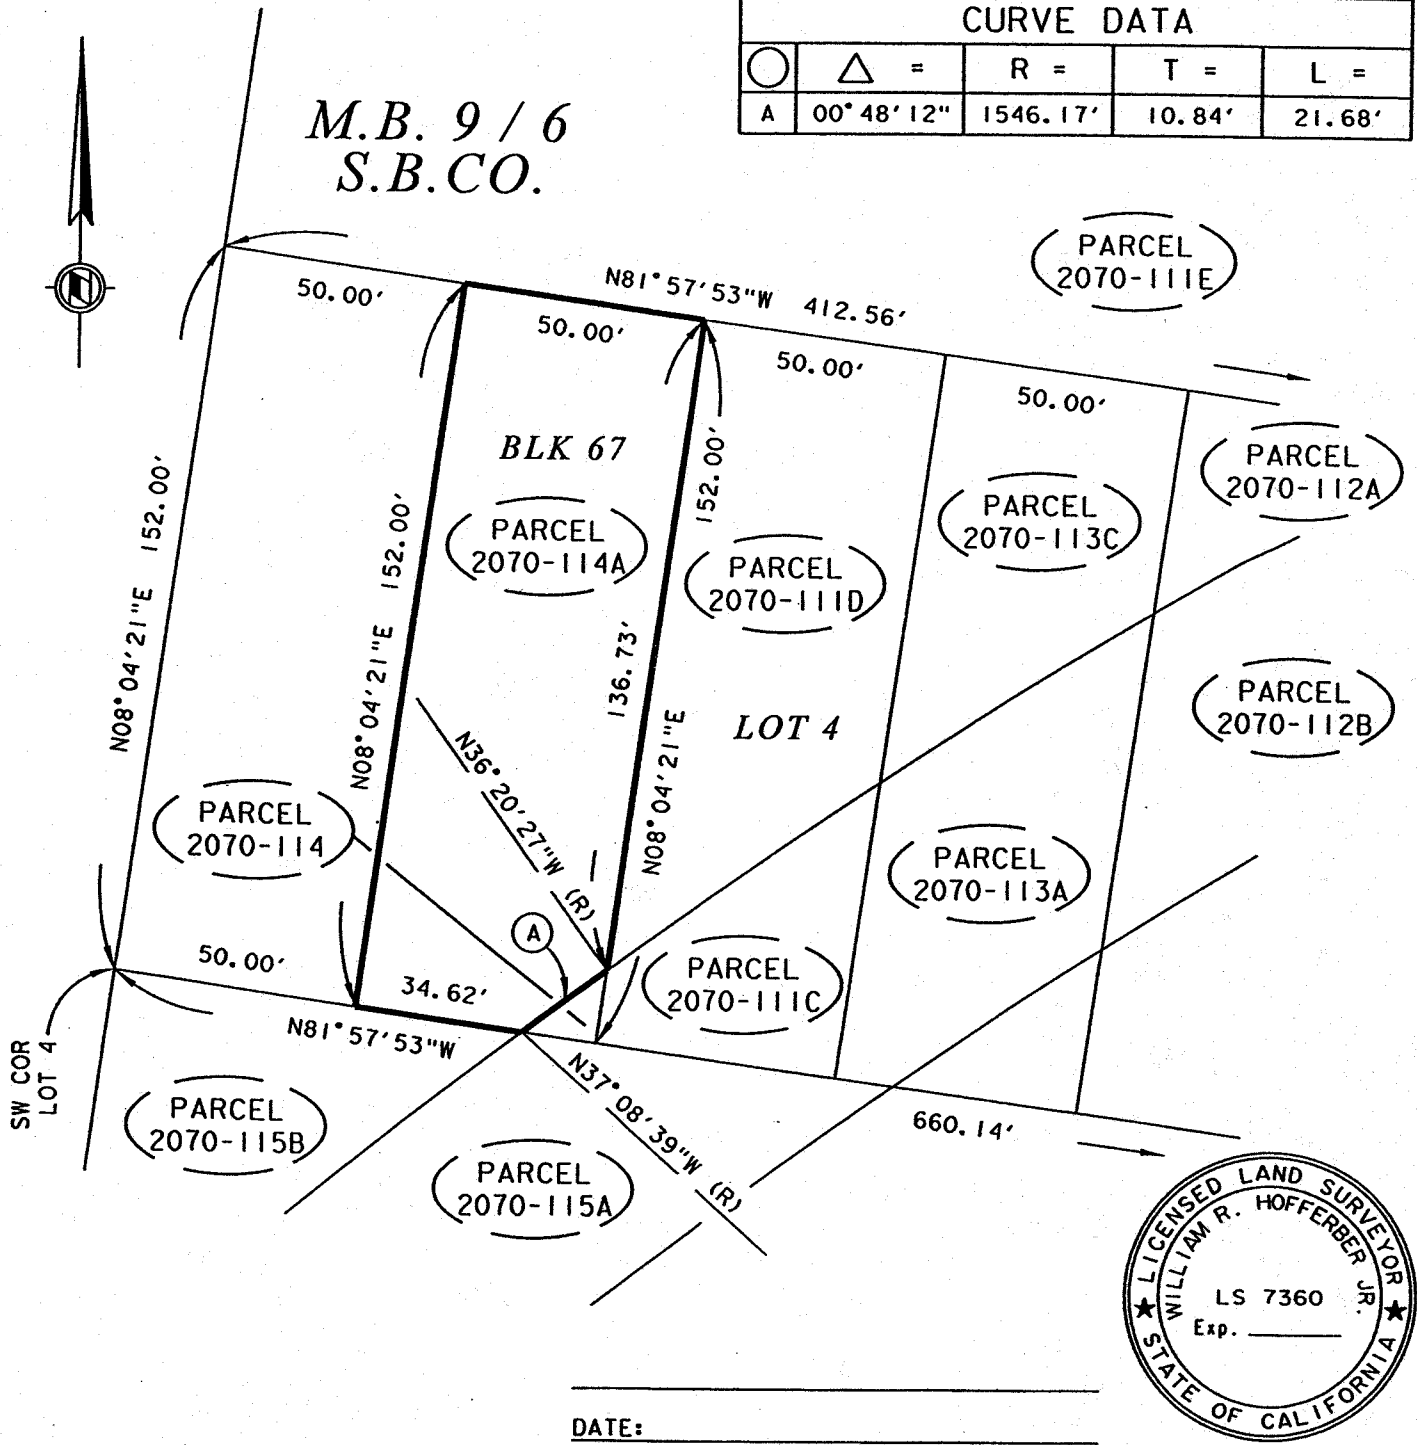 CURVE DATA
△ = R = T = L =
A 00°48'12" 1546.17' 10.84' 21.68'
M.B. 9 / 6
S.B.CO.
PARCEL
2070-111E
N81°57'53"W 412.56'
50.00'
50.00'
50.00'
50.00'
BLK 67
PARCEL
2070-114A
PARCEL
2070-111D
PARCEL
2070-113C
PARCEL
2070-112A
N08°04'21"E 152.00'
N08°04'21"E 152.00'
152.00'
136.73'
N08°04'21"E
LOT 4
PARCEL
2070-112B
N36°20'27"W (R)
PARCEL
2070-114
PARCEL
2070-113A
A
50.00'
34.62'
N81°57'53"W
PARCEL
2070-111C
SW COR
LOT 4
PARCEL
2070-115B
PARCEL
2070-115A
N37°08'39"W (R)
660.14'
LICENSED LAND SURVEYOR
WILLIAM R. HOFFERBER JR.
LS 7360
Exp.
STATE OF CALIFORNIA
DATE: